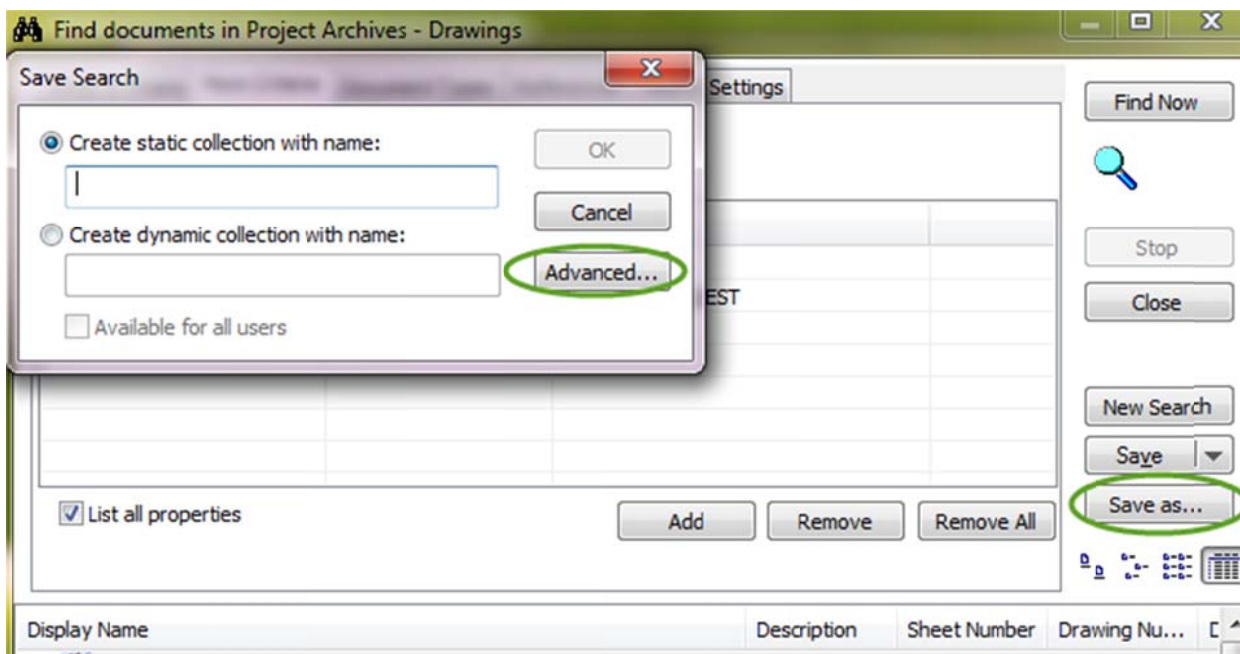 Find documents in Project Archives - Drawings
Save Search
Settings
Create static collection with name:
OK
Cancel
Create dynamic collection with name:
Advanced...
Available for all users
EST
Find Now
Stop
Close
New Search
Save
Save as...
List all properties
Add
Remove
Remove All
Display Name
Description
Sheet Number
Drawing Nu...